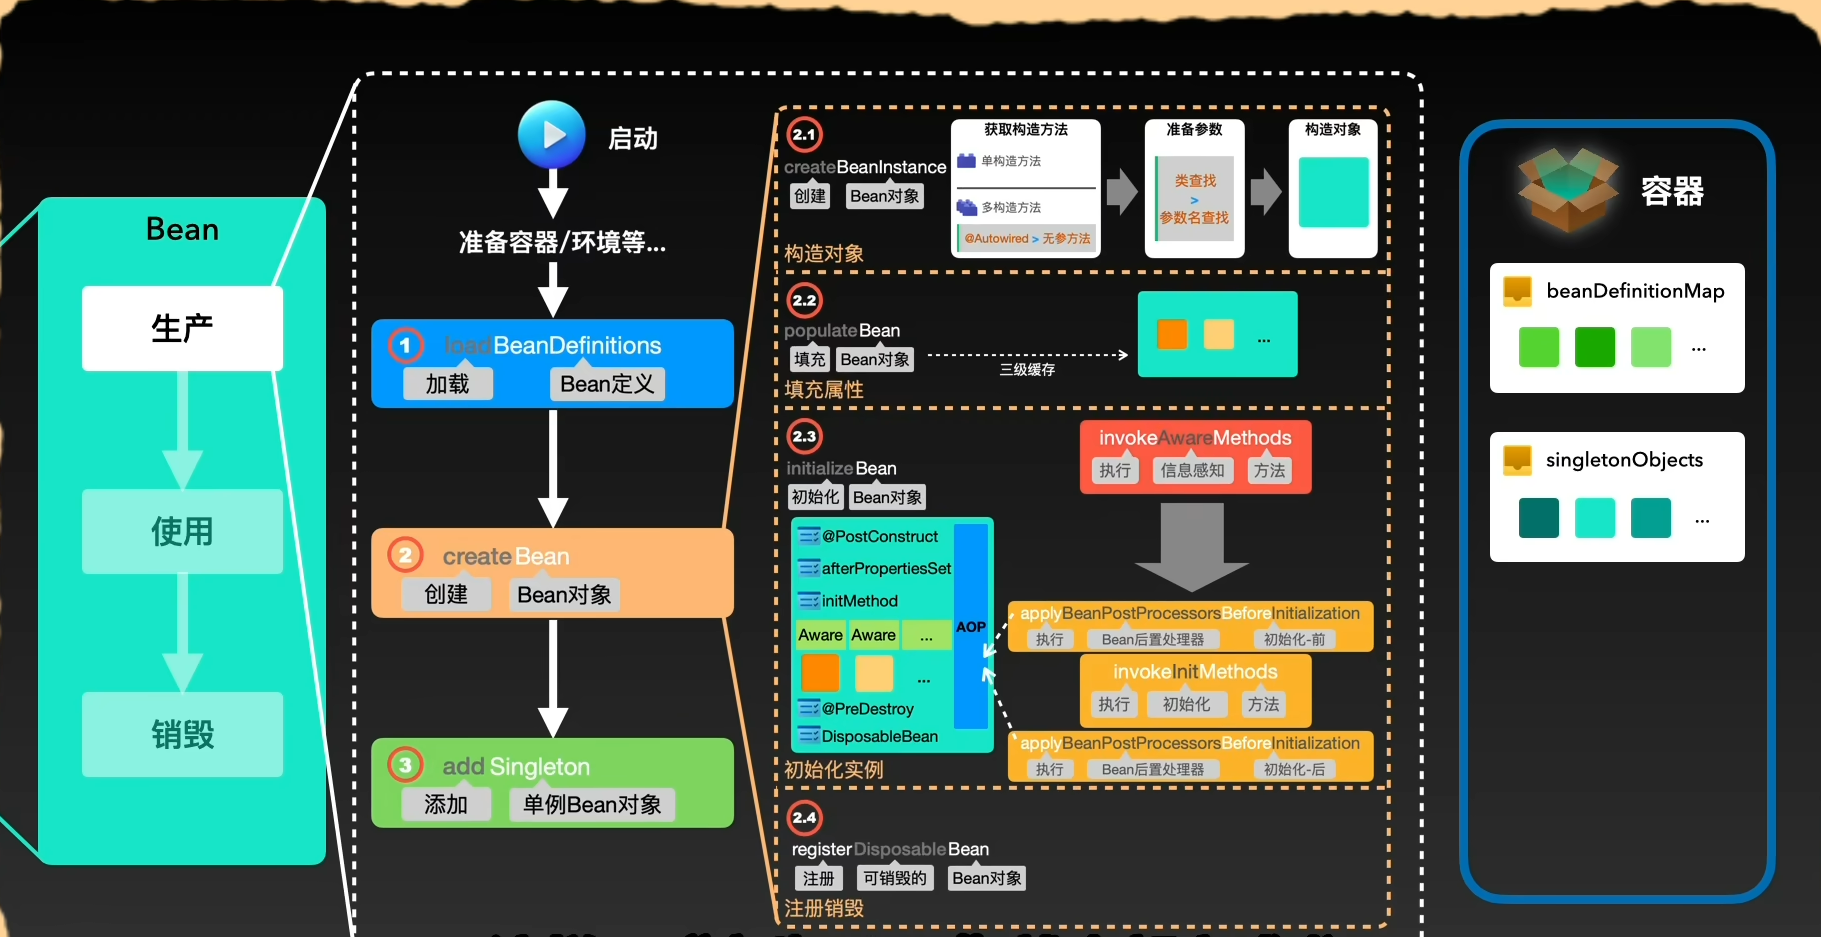 Bean
生产
使用
销毁
启动
准备容器/环境等...
1
loadBeanDefinitions
加载
Bean定义
2
createBean
创建
Bean对象
3
addSingleton
添加
单例Bean对象
2.1
createBeanInstance
创建
Bean对象
构造对象
获取构造方法
单构造方法
多构造方法
@Autowired > 无参方法
准备参数
类查找
>
参数名查找
构造对象
2.2
populateBean
填充
Bean对象
填充属性
三级缓存
...
2.3
initializeBean
初始化
Bean对象
@PostConstruct
afterPropertiesSet
initMethod
Aware
Aware
...
...
@PreDestroy
DisposableBean
AOP
初始化实例
invokeAwareMethods
执行
信息感知
方法
applyBeanPostProcessorsBeforeInitialization
执行
Bean后置处理器
初始化-前
invokeInitMethods
执行
初始化
方法
applyBeanPostProcessorsBeforeInitialization
执行
Bean后置处理器
初始化-后
2.4
registerDisposableBean
注册
可销毁的
Bean对象
注册销毁
容器
beanDefinitionMap
...
singletonObjects
...